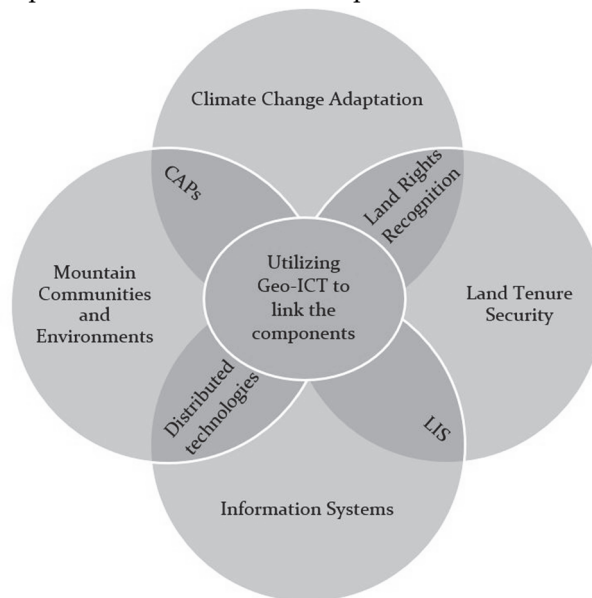 Climate Change Adaptation
CAPs
Land Rights
Recognition
Mountain
Communities
and
Environments
Utilizing
Geo-ICT to
link the
components
Land Tenure
Security
Distributed
technologies
LIS
Information Systems